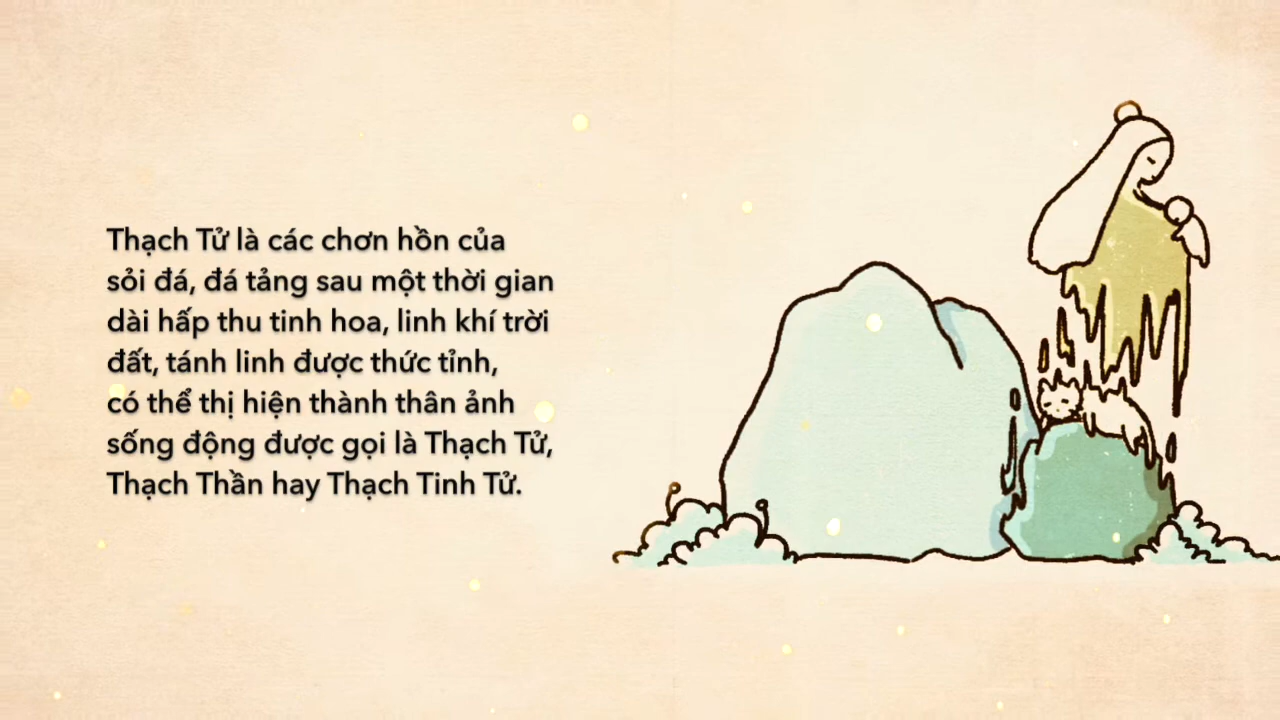 Thạch Tử là các chơn hồn của
sỏi đá, đá tảng sau một thời gian
dài hấp thu tinh hoa, linh khí trời
đất, tánh linh được thức tỉnh,
có thể thị hiện thành thân ảnh
sống động được gọi là Thạch Tử,
Thạch Thần hay Thạch Tinh Tử.